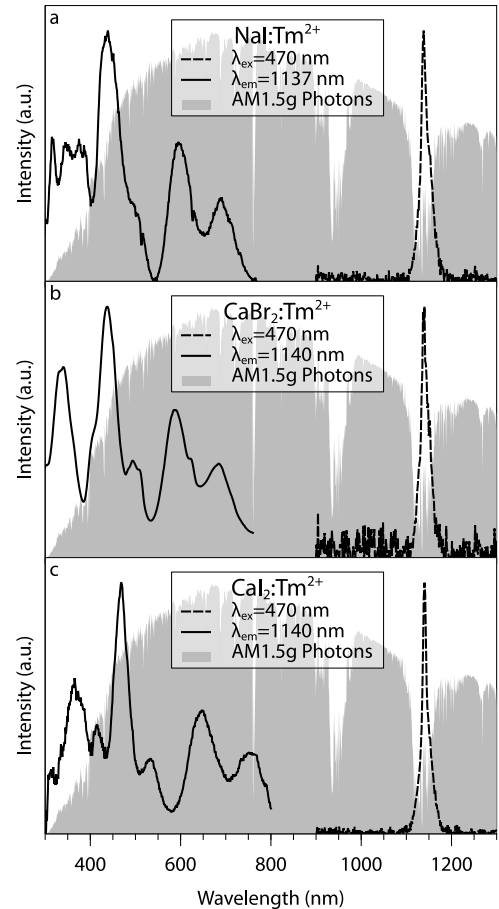 a
NaI:Tm²⁺
λex=470 nm
λem=1137 nm
AM1.5g Photons
Intensity (a.u.)
b
CaBr₂:Tm²⁺
λex=470 nm
λem=1140 nm
AM1.5g Photons
Intensity (a.u.)
c
CaI₂:Tm²⁺
λex=470 nm
λem=1140 nm
AM1.5g Photons
Intensity (a.u.)
400 600 800 1000 1200
Wavelength (nm)